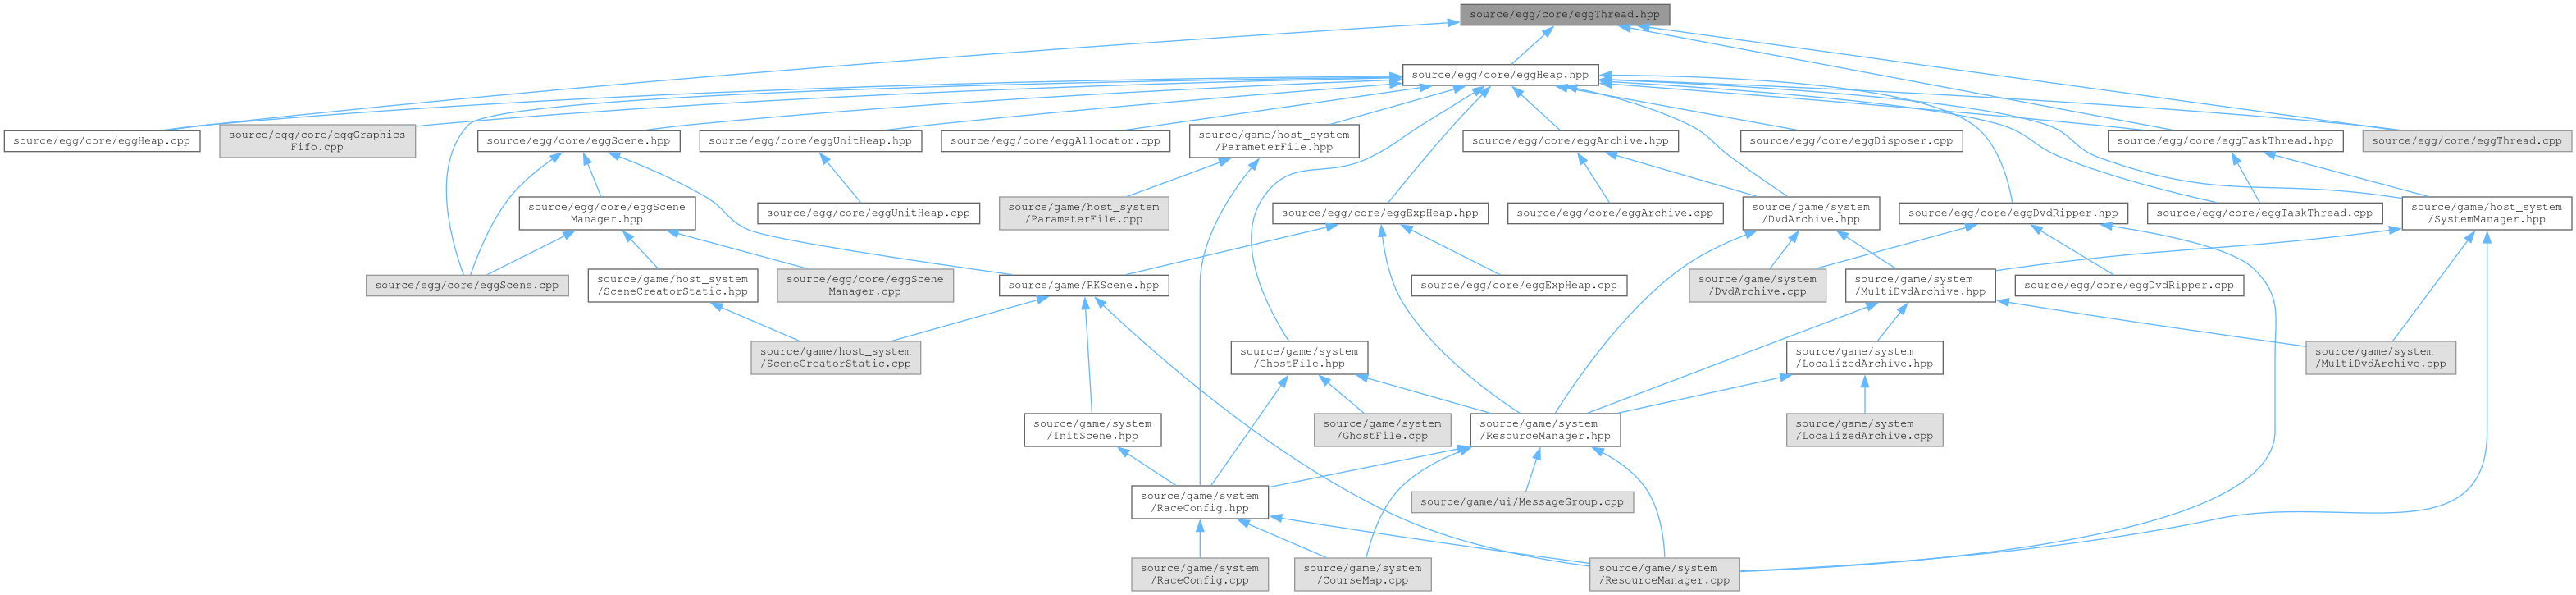 source/egg/core/eggThread.hpp
source/egg/core/eggHeap.hpp
source/egg/core/eggHeap.cpp
source/egg/core/eggGraphics
Fifo.cpp
source/egg/core/eggScene.hpp
source/egg/core/eggUnitHeap.hpp
source/egg/core/eggAllocator.cpp
source/game/host_system
/ParameterFile.hpp
source/egg/core/eggArchive.hpp
source/egg/core/eggDisposer.cpp
source/egg/core/eggTaskThread.hpp
source/egg/core/eggThread.cpp
source/egg/core/eggScene
Manager.hpp
source/egg/core/eggUnitHeap.cpp
source/game/host_system
/ParameterFile.cpp
source/egg/core/eggExpHeap.hpp
source/egg/core/eggArchive.cpp
source/game/system
/DvdArchive.hpp
source/egg/core/eggDvdRipper.hpp
source/egg/core/eggTaskThread.cpp
source/game/host_system
/SystemManager.hpp
source/egg/core/eggScene.cpp
source/game/host_system
/SceneCreatorStatic.hpp
source/egg/core/eggScene
Manager.cpp
source/game/RKScene.hpp
source/egg/core/eggExpHeap.cpp
source/game/system
/DvdArchive.cpp
source/game/system
/MultiDvdArchive.hpp
source/egg/core/eggDvdRipper.cpp
source/game/host_system
/SceneCreatorStatic.cpp
source/game/system
/GhostFile.hpp
source/game/system
/LocalizedArchive.hpp
source/game/system
/MultiDvdArchive.cpp
source/game/system
/InitScene.hpp
source/game/system
/GhostFile.cpp
source/game/system
/ResourceManager.hpp
source/game/system
/LocalizedArchive.cpp
source/game/system
/RaceConfig.hpp
source/game/ui/MessageGroup.cpp
source/game/system
/RaceConfig.cpp
source/game/system
/CourseMap.cpp
source/game/system
/ResourceManager.cpp